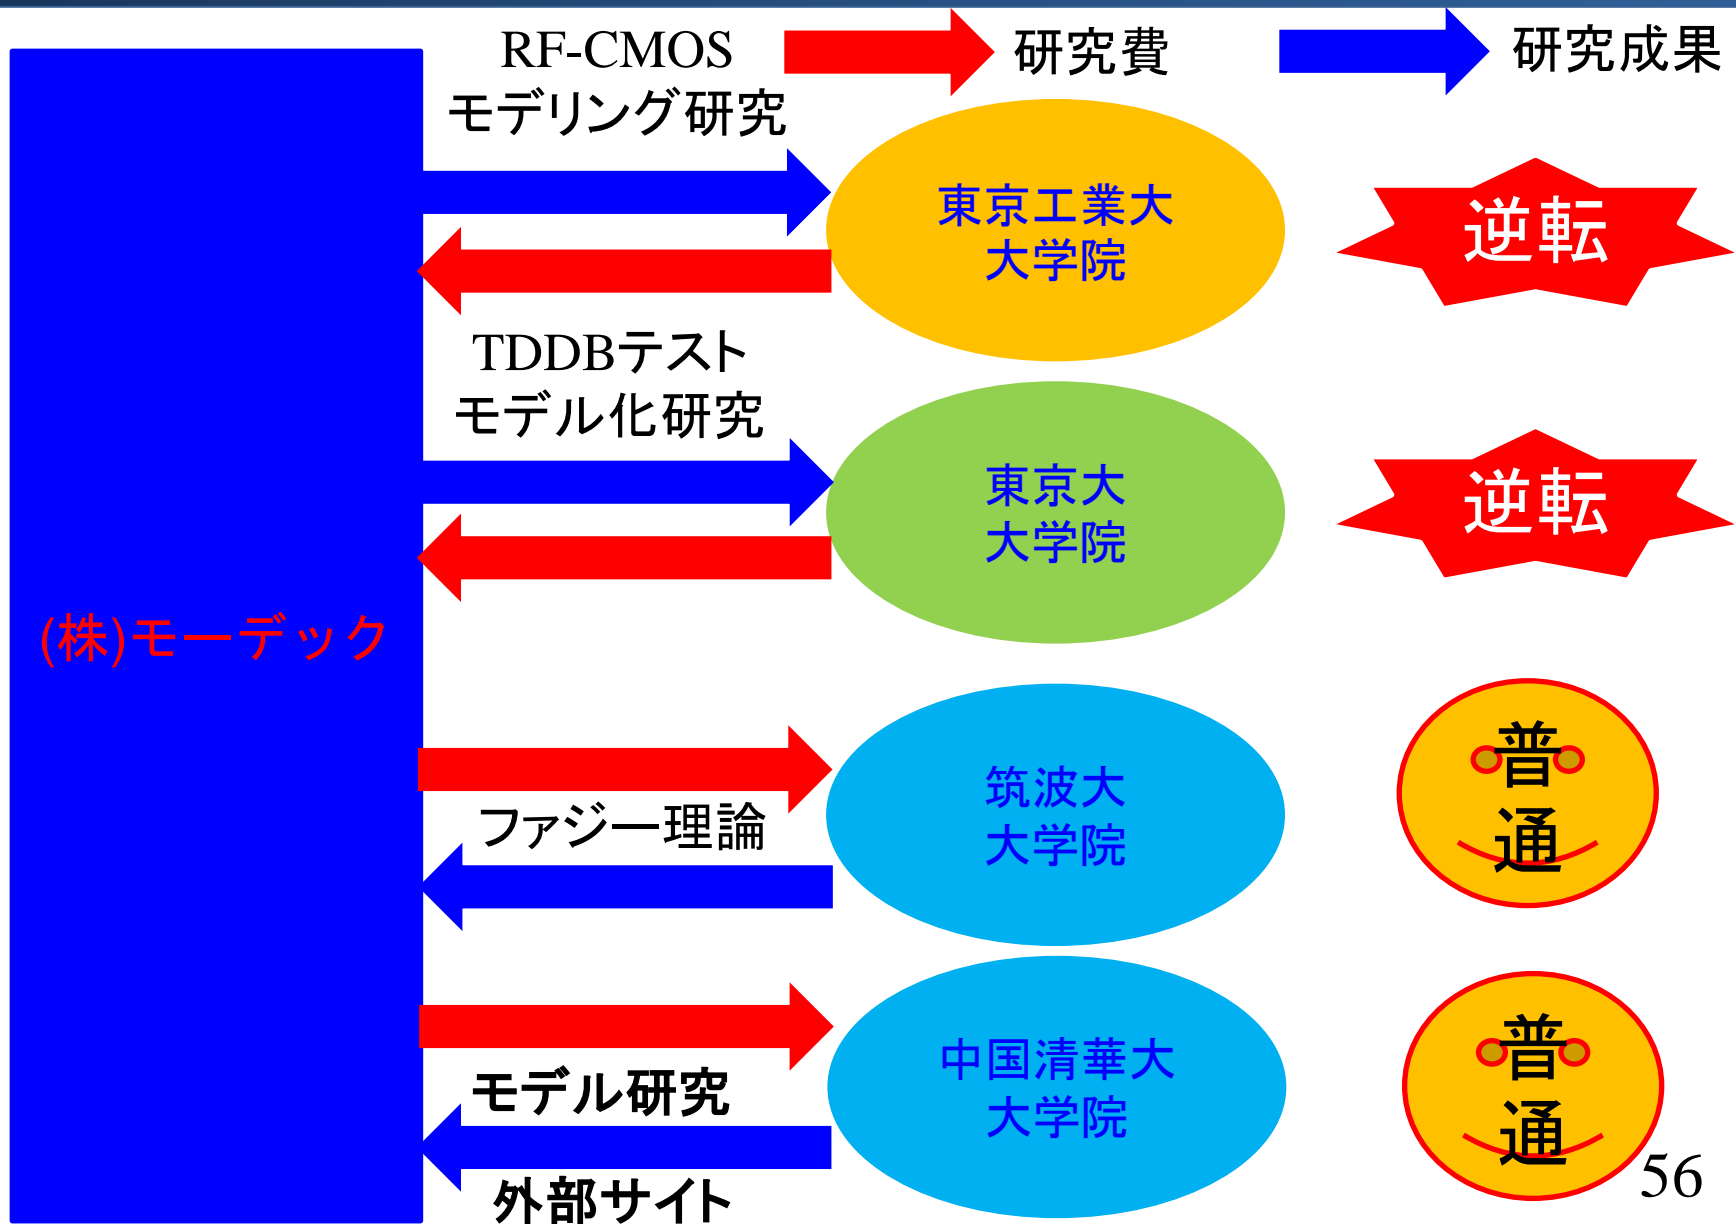 RF-CMOS
モデリング研究
研究費
研究成果
東京工業大
大学院
逆転
TDDBテスト
モデル化研究
東京大
大学院
逆転
(株)モーデック
ファジー理論
筑波大
大学院
普
通
モデル研究
外部サイト
中国清華大
大学院
普
通
56